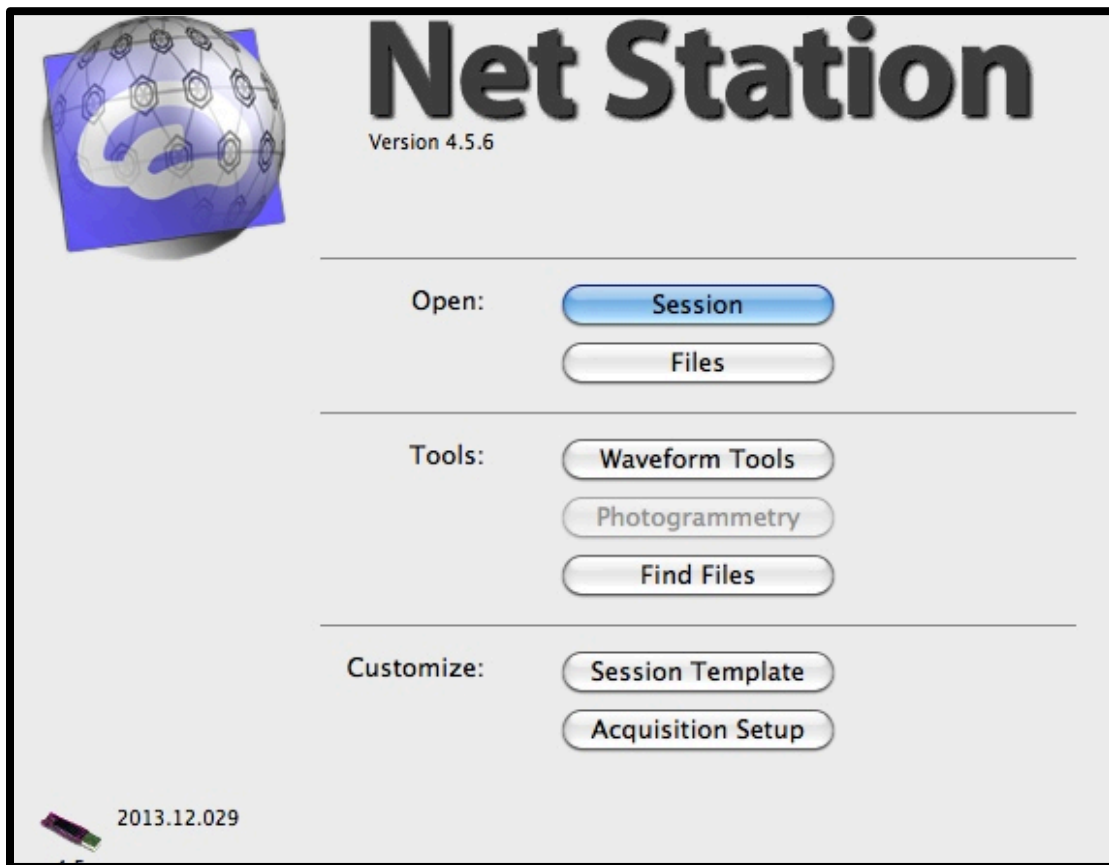 Net Station
Version 4.5.6
Open:
Session
Files
Tools:
Waveform Tools
Photogrammetry
Find Files
Customize:
Session Template
Acquisition Setup
2013.12.029